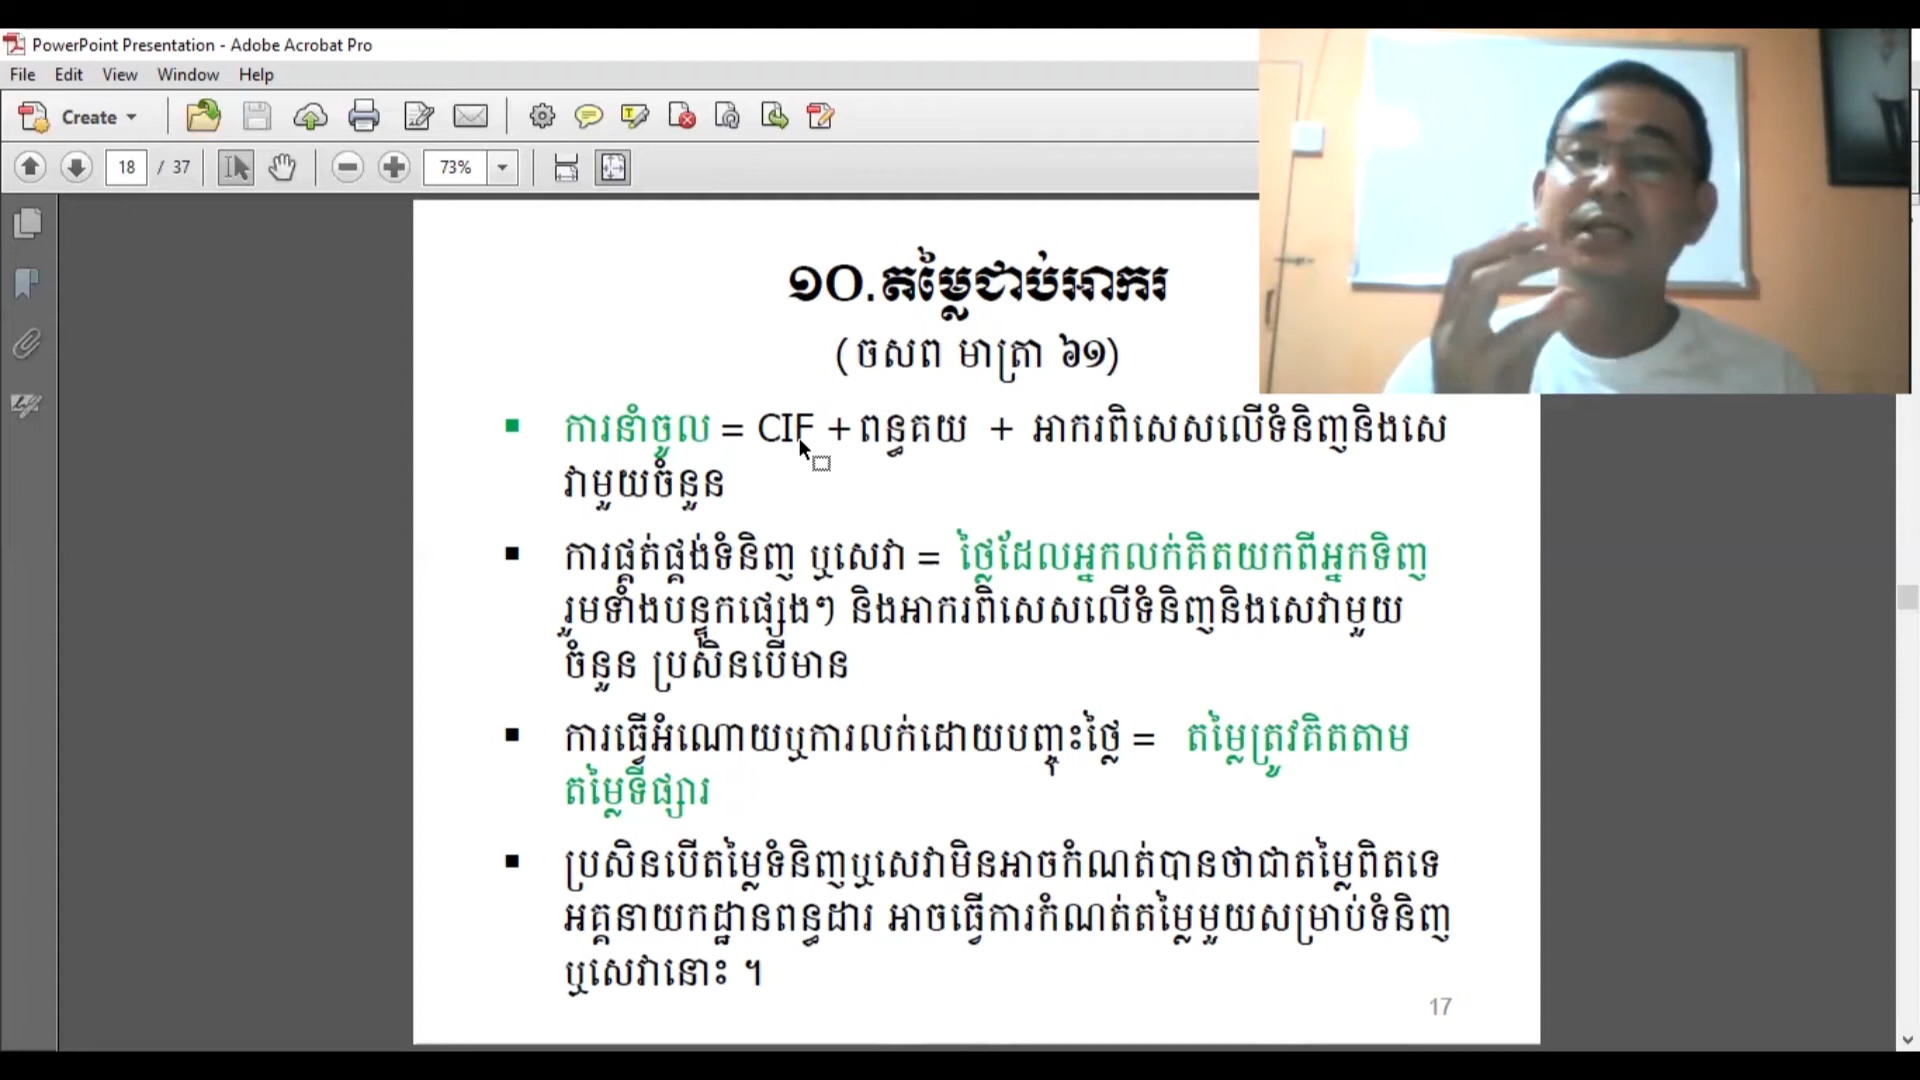 PowerPoint Presentation - Adobe Acrobat Pro
File Edit View Window Help
Create
18 / 37 73%
១០.តម្លៃជាប់អាករ
(ចសព មាត្រា ៦១)
ការនាំចូល = CIF +ពន្ធគយ + អាករពិសេសលើទំនិញនិងសេ
វាមួយចំនួន
ការផ្គត់ផ្គង់ទំនិញ ឬសេវា = ថ្លៃដែលអ្នកលក់គិតយកពីអ្នកទិញ
រួមទាំងបន្ទុកផ្សេងៗ និងអាករពិសេសលើទំនិញនិងសេវាមួយ
ចំនួន ប្រសិនបើមាន
ការធ្វើអំណោយឬការលក់ដោយបញ្ចុះថ្លៃ = តម្លៃត្រូវគិតតាម
តម្លៃទីផ្សារ
ប្រសិនបើតម្លៃទំនិញឬសេវាមិនអាចកំណត់បានថាជាតម្លៃពិតទេ
អគ្គនាយកដ្ឋានពន្ធដារ អាចធ្វើការកំណត់តម្លៃមួយសម្រាប់ទំនិញ
ឬសេវានោះ ។
17